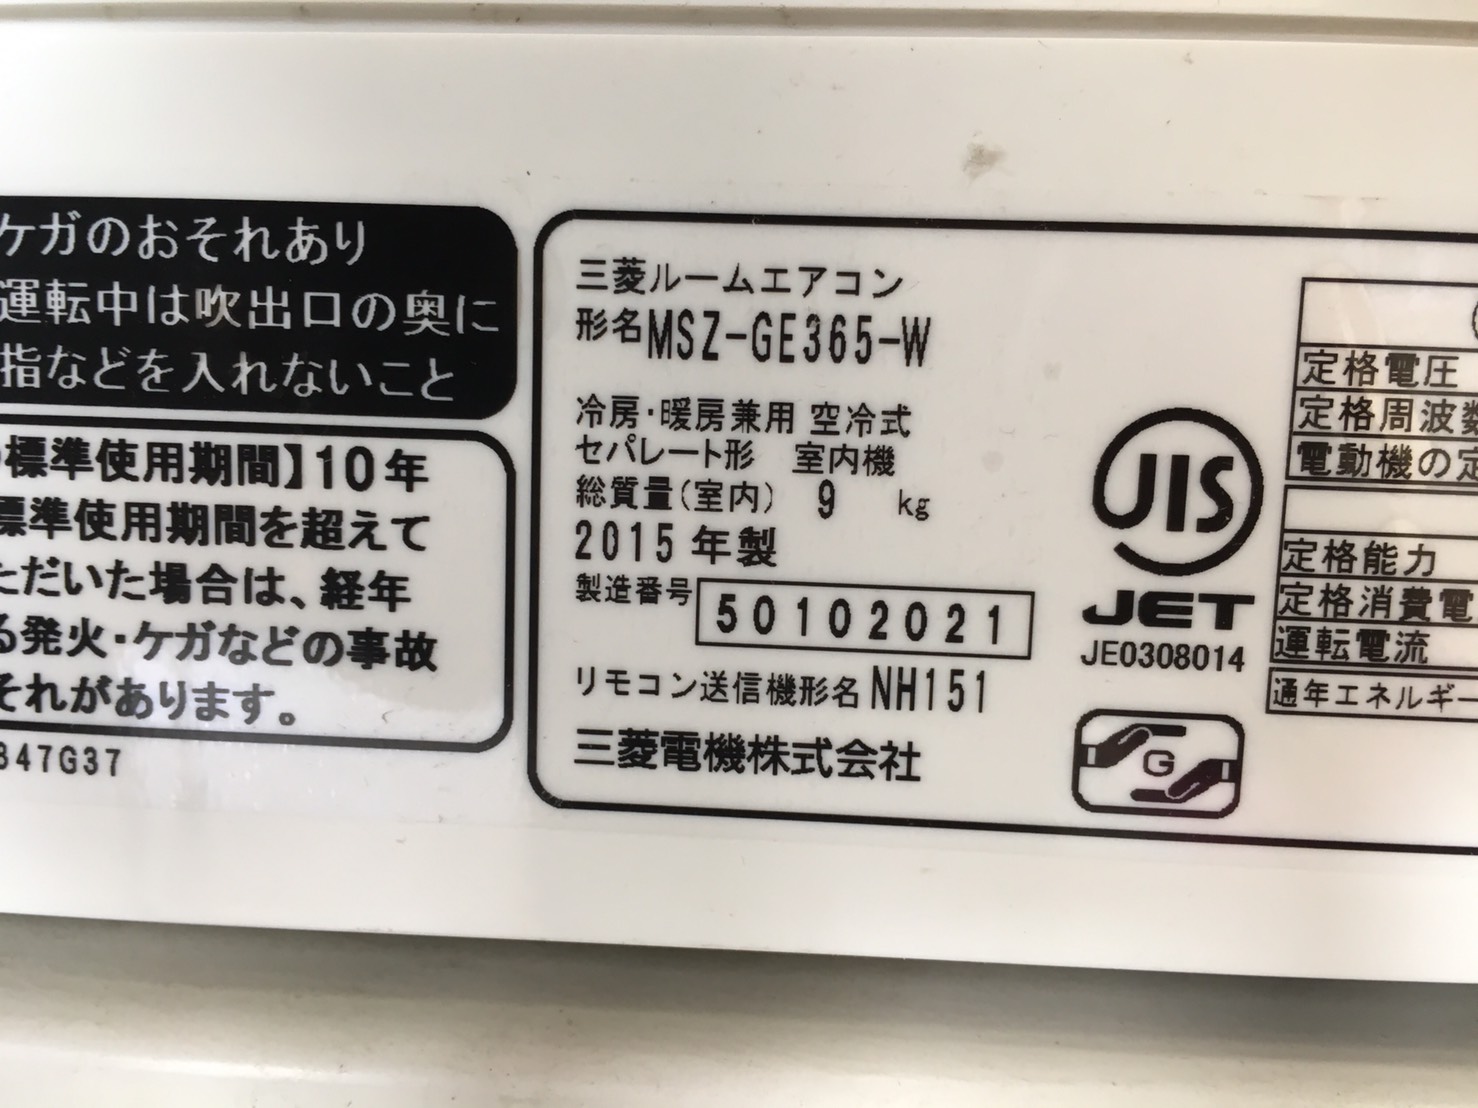 ケガのおそれあり
運転中は吹出口の奥に
指などを入れないこと
標準使用期間】10年
標準使用期間を超えて
ただいた場合は、経年
る発火・ケガなどの事故
それがあります。
347G37
三菱ルームエアコン
形名MSZ-GE365-W
冷房・暖房兼用 空冷式
セパレート形 室内機
総質量(室内) 9 kg
2015年製
製造番号 50102021
リモコン送信機形名 NH151
三菱電機株式会社
JIS
JET
JE0308014
G
定格電圧
定格周波数
電動機の定
定格能力
定格消費電
運転電流
通年エネルギー